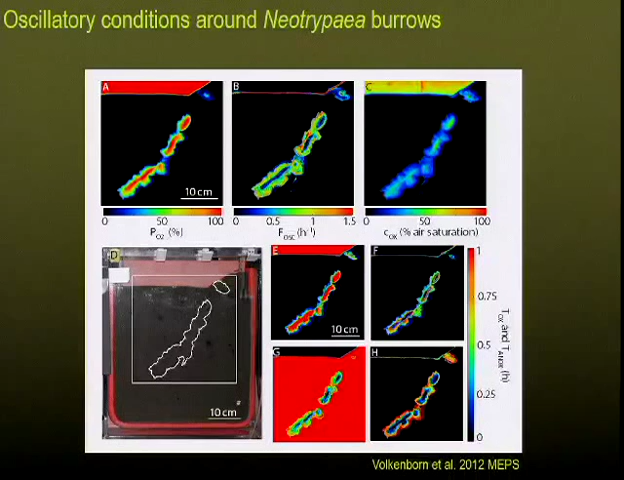 Oscillatory conditions around Neotrypaea burrows
A
B
C
10 cm
0 50 100
0 0.5 1 1.5
0 50 100
PO2 (%)
FOSC (h-1)
cOX (% air saturation)
D
10 cm
E
F
10 cm
G
H
1
0.75
0.5
0.25
0
TOX and TANOX (h)
Volkenborn et al. 2012 MEPS